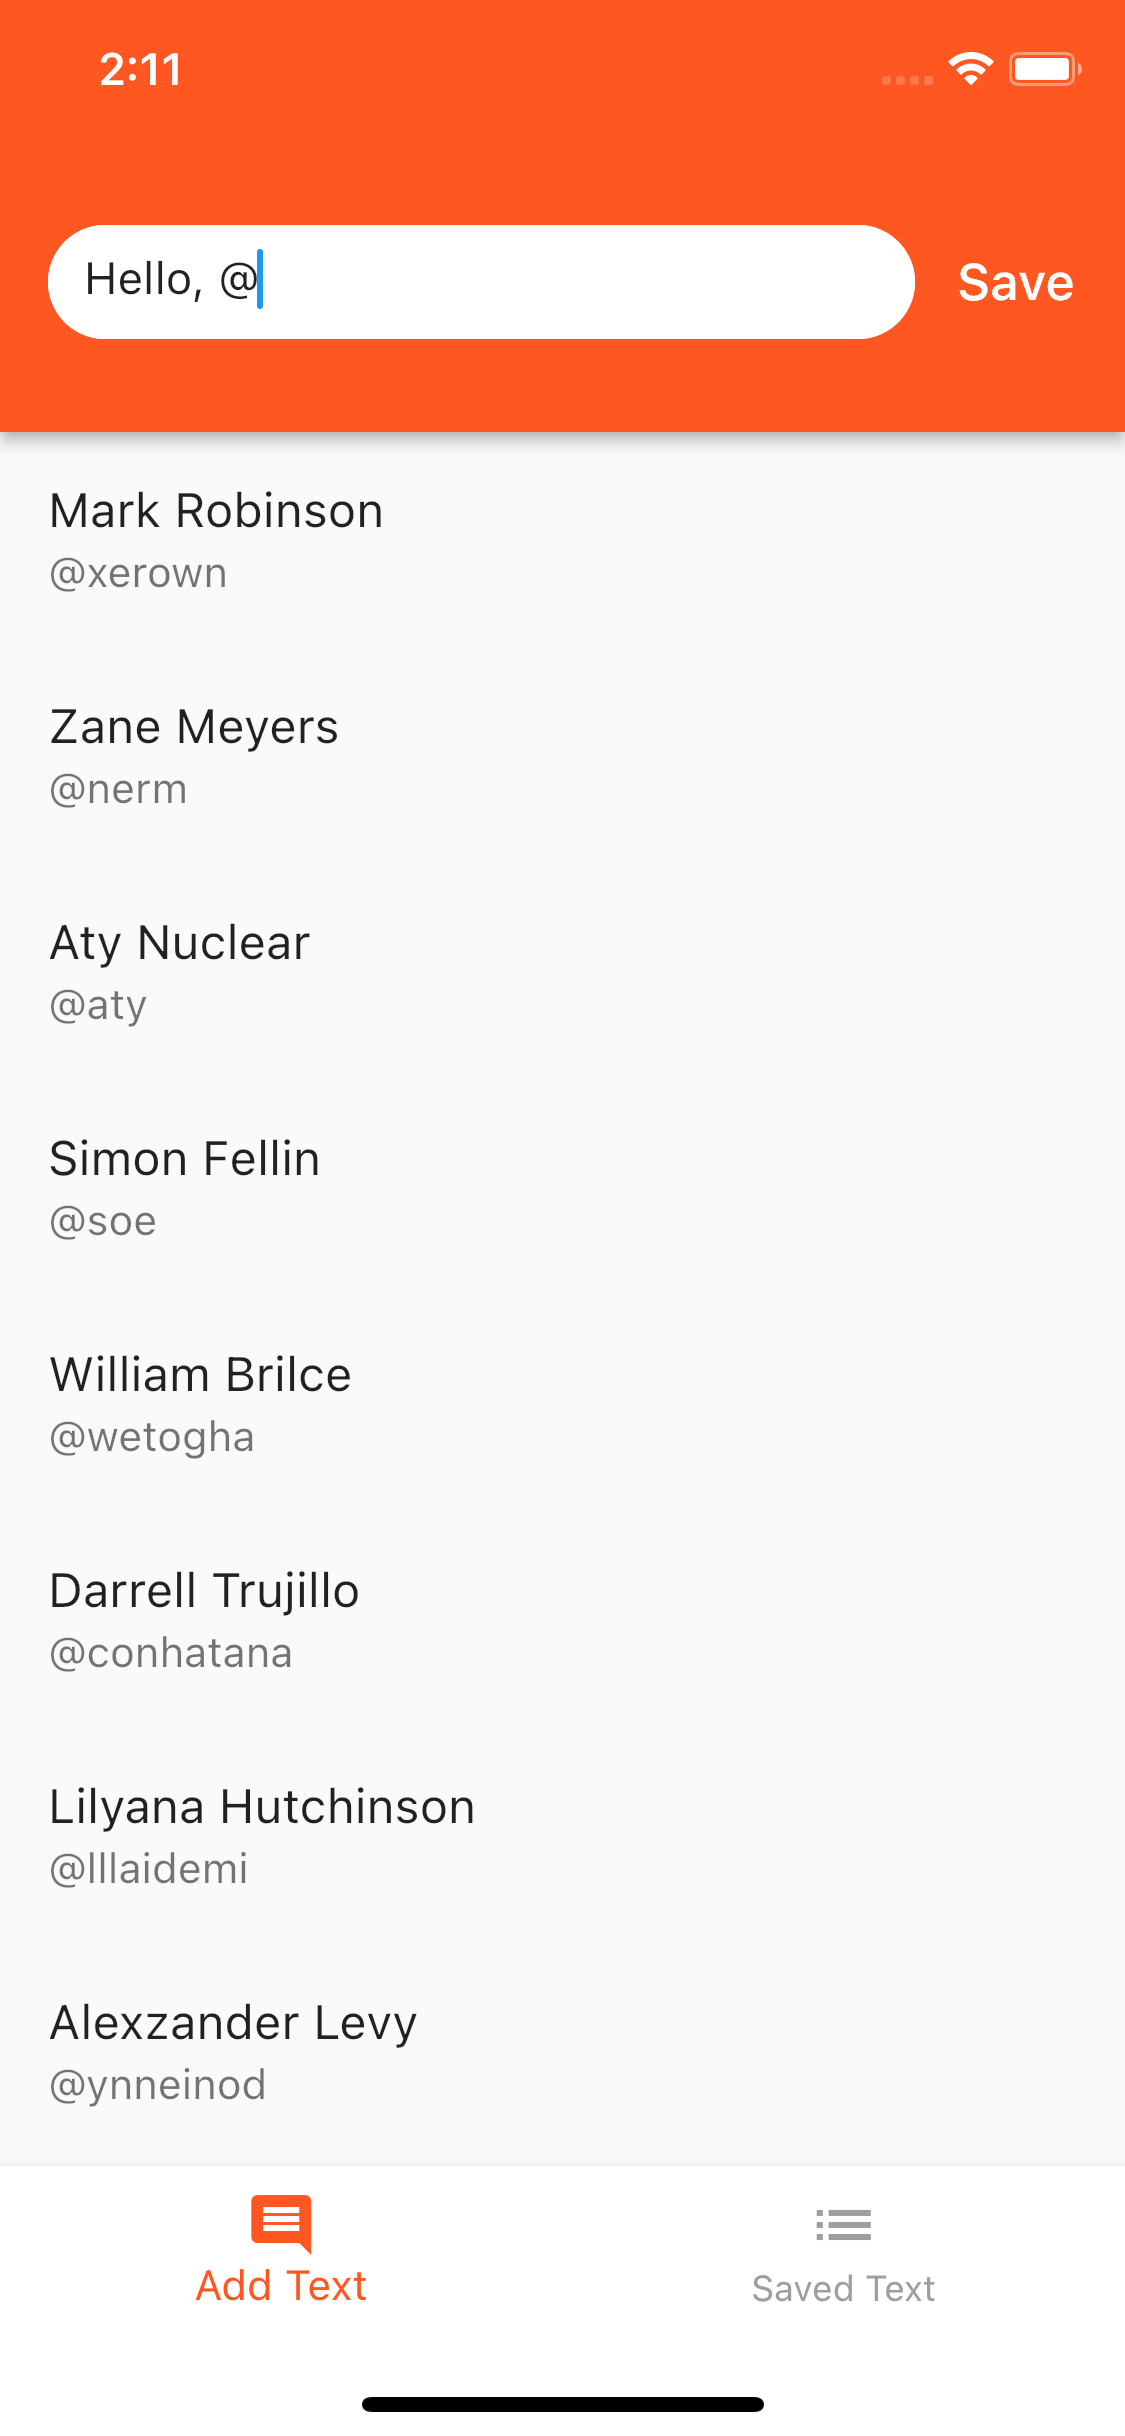 2:11
Hello, @
Save
Mark Robinson
@xerown
Zane Meyers
@nerm
Aty Nuclear
@aty
Simon Fellin
@soe
William Brilce
@wetogha
Darrell Trujillo
@conhatana
Lilyana Hutchinson
@lllaidemi
Alexzander Levy
@ynneinod
Add Text
Saved Text